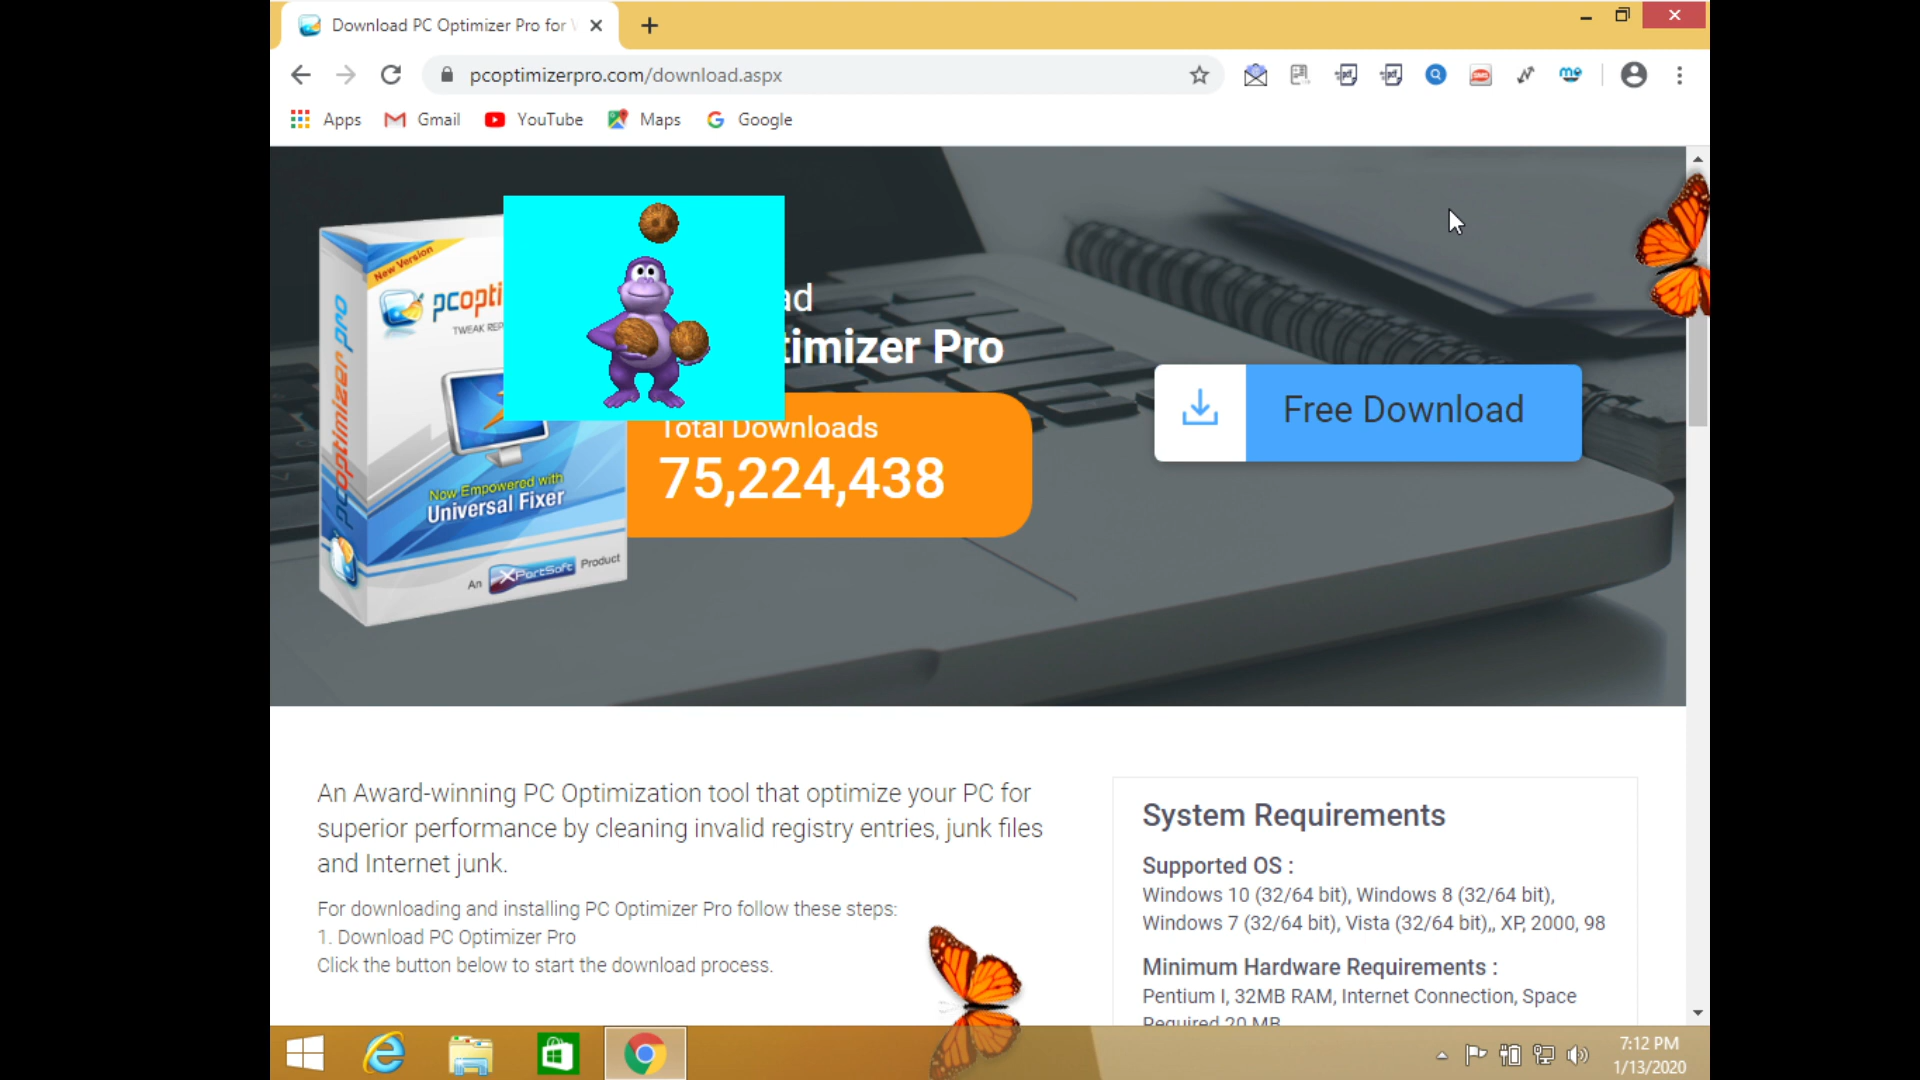 Download PC Optimizer Pro for
pcoptimizerpro.com/download.aspx
Apps
Gmail
YouTube
Maps
Google
New Version
pcopti
TWEAK REP
pcoptimizerpro
Now Empowered with
Universal Fixer
An XPortSoft Product
ad
timizer Pro
Total Downloads
75,224,438
Free Download
An Award-winning PC Optimization tool that optimize your PC for
superior performance by cleaning invalid registry entries, junk files
and Internet junk.
For downloading and installing PC Optimizer Pro follow these steps:
1. Download PC Optimizer Pro
Click the button below to start the download process.
System Requirements
Supported OS :
Windows 10 (32/64 bit), Windows 8 (32/64 bit),
Windows 7 (32/64 bit), Vista (32/64 bit),, XP, 2000, 98
Minimum Hardware Requirements :
Pentium I, 32MB RAM, Internet Connection, Space
Required 20 MB
7:12 PM
1/13/2020